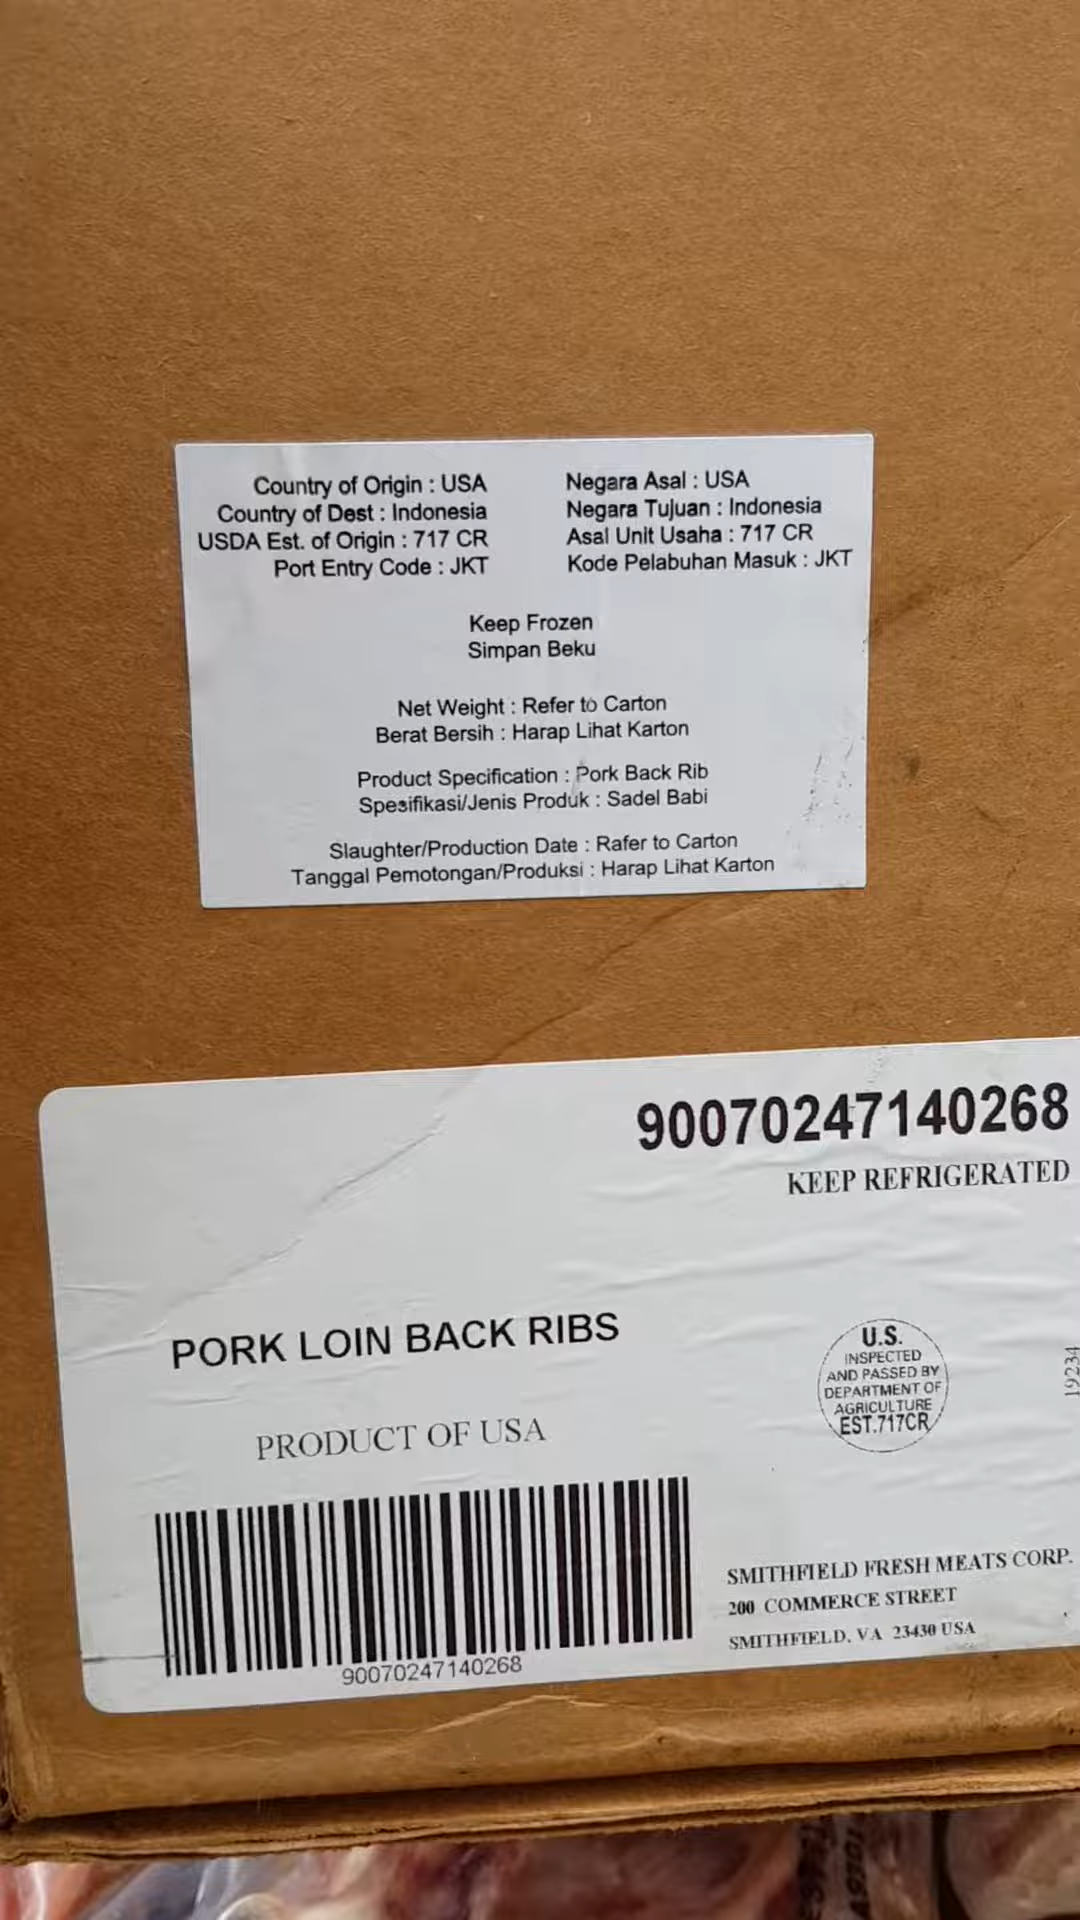 Country of Origin : USA
Country of Dest : Indonesia
USDA Est. of Origin : 717 CR
Port Entry Code : JKT
Negara Asal : USA
Negara Tujuan : Indonesia
Asal Unit Usaha : 717 CR
Kode Pelabuhan Masuk : JKT
Keep Frozen
Simpan Beku
Net Weight : Refer to Carton
Berat Bersih : Harap Lihat Karton
Product Specification : Pork Back Rib
Spesifikasi/Jenis Produk : Sadel Babi
Slaughter/Production Date : Rafer to Carton
Tanggal Pemotongan/Produksi : Harap Lihat Karton
90070247140268
KEEP REFRIGERATED
PORK LOIN BACK RIBS
PRODUCT OF USA
U.S.
INSPECTED
AND PASSED BY
DEPARTMENT OF
AGRICULTURE
EST.717CR
19234
90070247140268
SMITHFIELD FRESH MEATS CORP.
200 COMMERCE STREET
SMITHFIELD, VA 23430 USA